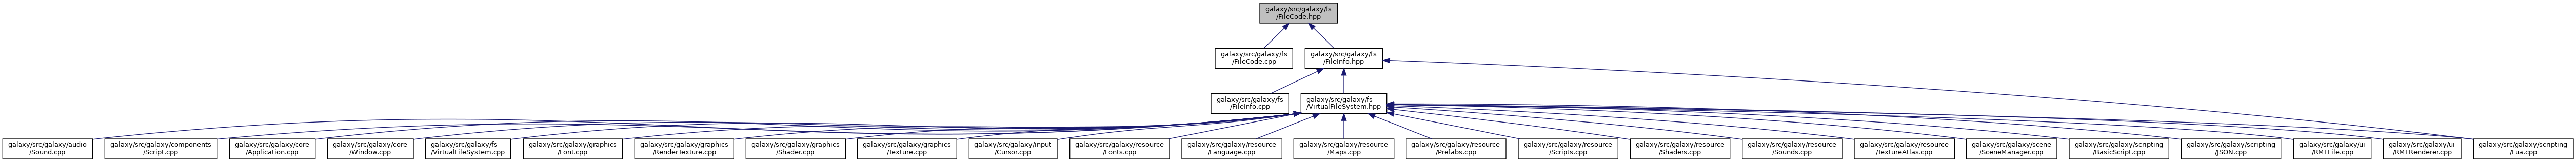 galaxy/src/galaxy/fs
/FileCode.hpp
galaxy/src/galaxy/fs
/FileCode.cpp
galaxy/src/galaxy/fs
/FileInfo.hpp
galaxy/src/galaxy/fs
/FileInfo.cpp
galaxy/src/galaxy/fs
/VirtualFileSystem.hpp
galaxy/src/galaxy/audio
/Sound.cpp
galaxy/src/galaxy/components
/Script.cpp
galaxy/src/galaxy/core
/Application.cpp
galaxy/src/galaxy/core
/Window.cpp
galaxy/src/galaxy/fs
/VirtualFileSystem.cpp
galaxy/src/galaxy/graphics
/Font.cpp
galaxy/src/galaxy/graphics
/RenderTexture.cpp
galaxy/src/galaxy/graphics
/Shader.cpp
galaxy/src/galaxy/graphics
/Texture.cpp
galaxy/src/galaxy/input
/Cursor.cpp
galaxy/src/galaxy/resource
/Fonts.cpp
galaxy/src/galaxy/resource
/Language.cpp
galaxy/src/galaxy/resource
/Maps.cpp
galaxy/src/galaxy/resource
/Prefabs.cpp
galaxy/src/galaxy/resource
/Scripts.cpp
galaxy/src/galaxy/resource
/Shaders.cpp
galaxy/src/galaxy/resource
/Sounds.cpp
galaxy/src/galaxy/resource
/TextureAtlas.cpp
galaxy/src/galaxy/scene
/SceneManager.cpp
galaxy/src/galaxy/scripting
/BasicScript.cpp
galaxy/src/galaxy/scripting
/JSON.cpp
galaxy/src/galaxy/ui
/RMLFile.cpp
galaxy/src/galaxy/ui
/RMLRenderer.cpp
galaxy/src/galaxy/scripting
/Lua.cpp